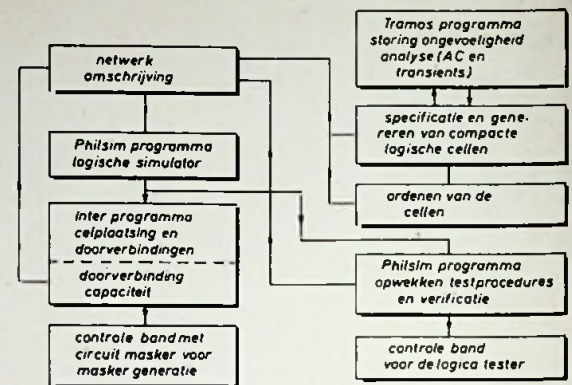 netwerk
omschrijving
Philsim programma
logische simulator
Inter programma
celplaatsing en
doorverbindingen
doorverbinding
capaciteit
controle band met
circuit masker voor
masker generatie
Tramos programma
storing ongevoeligheid
analyse (AC en
transients)
specificatie en gene-
reren van compacte
logische cellen
ordenen van de
cellen
Philsim programma
opwekken testprocedures
en verificatie
controle band
voor de logica tester